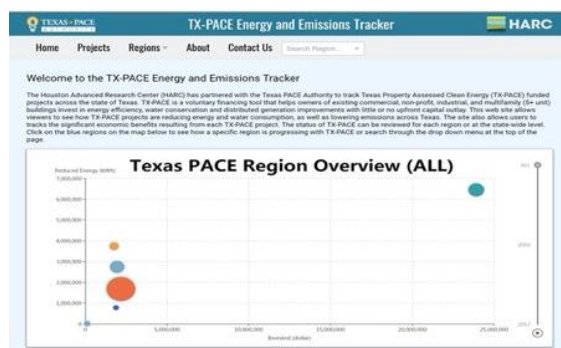 TEXAS PACE
AUTHORITY
TX-PACE Energy and Emissions Tracker
HARC
Home Projects Regions About Contact Us Search Region...
Welcome to the TX-PACE Energy and Emissions Tracker
The Houston Advanced Research Center (HARC) has partnered with the Texas PACE Authority to track Texas Property Assessed Clean Energy (TX-PACE) funded
projects across the state of Texas. TX-PACE is a voluntary financing tool that helps owners of existing commercial, non-profit, industrial, and multifamily (5+ unit)
buildings invest in energy efficiency, water conservation and distributed generation improvements with little or no upfront capital outlay. This web site allows
viewers to see how TX-PACE projects are reducing energy and water consumption, as well as lowering emissions across Texas. The site also allows users to
tracks the significant economic benefits resulting from each TX-PACE project. The status of TX-PACE can be reviewed for each region or at the state-wide level.
Click on the blue regions on the map below to see how a specific region is progressing with TX-PACE or search through the drop down menu at the top of the
page.
Texas PACE Region Overview (ALL)
Reduced Energy (kWh)
7,000,000
6,000,000
5,000,000
4,000,000
3,000,000
2,000,000
1,000,000
0
0 5,000,000 10,000,000 15,000,000 20,000,000 25,000,000
Invested (dollar)